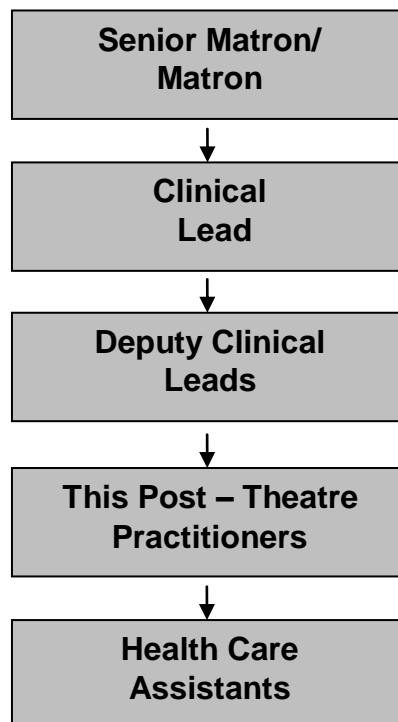 Senior Matron/
Matron
Clinical
Lead
Deputy Clinical
Leads
This Post – Theatre
Practitioners
Health Care
Assistants